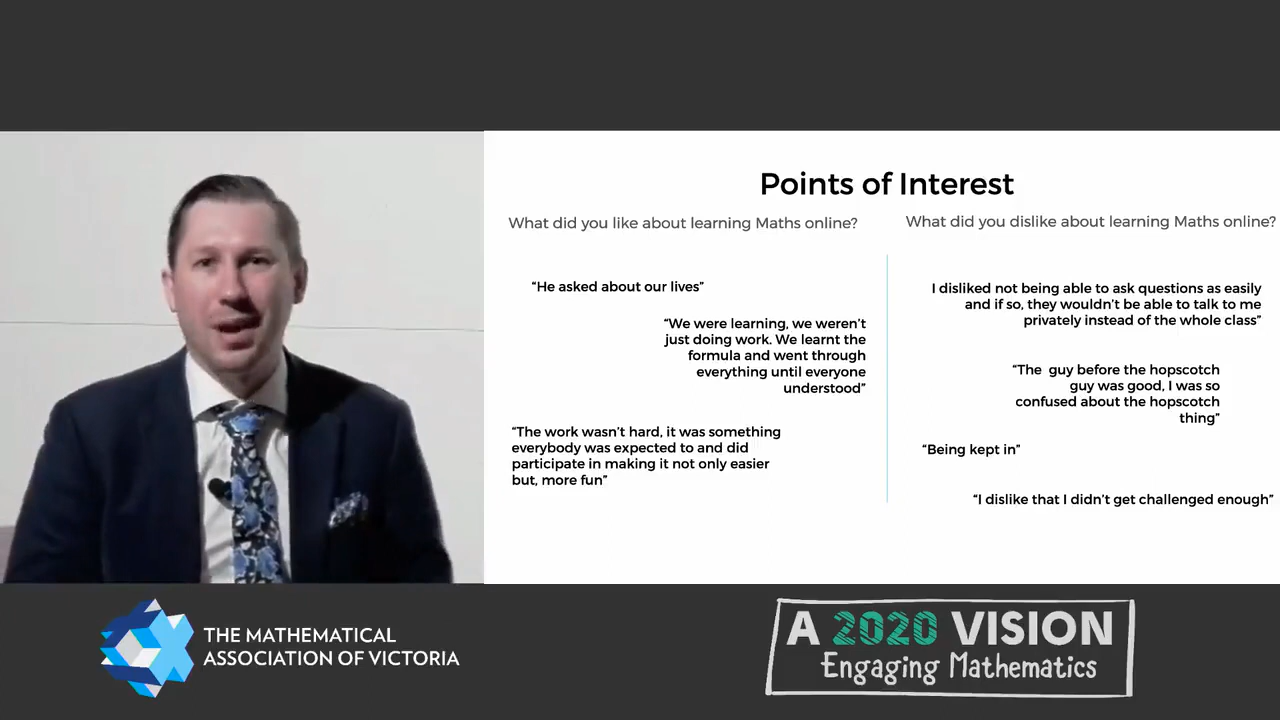 Points of Interest
What did you like about learning Maths online?
“He asked about our lives”
“We were learning, we weren’t
just doing work. We learnt the
formula and went through
everything until everyone
understood”
“The work wasn’t hard, it was something
everybody was expected to and did
participate in making it not only easier
but, more fun”
What did you dislike about learning Maths online?
I disliked not being able to ask questions as easily
and if so, they wouldn’t be able to talk to me
privately instead of the whole class”
“The guy before the hopscotch
guy was good, I was so
confused about the hopscotch
thing”
“Being kept in”
“I dislike that I didn’t get challenged enough”
THE MATHEMATICAL
ASSOCIATION OF VICTORIA
A 2020 VISION
Engaging Mathematics